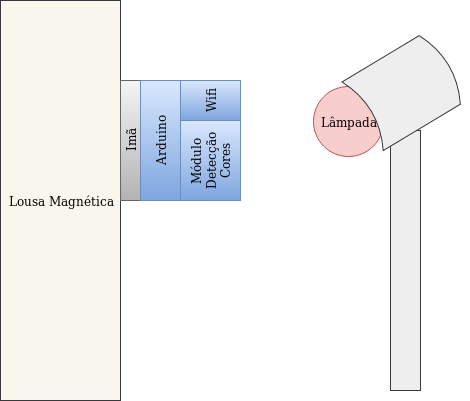 Lousa Magnética
Imã
Arduino
Wifi
Módulo
Detecção
Cores
Lâmpada